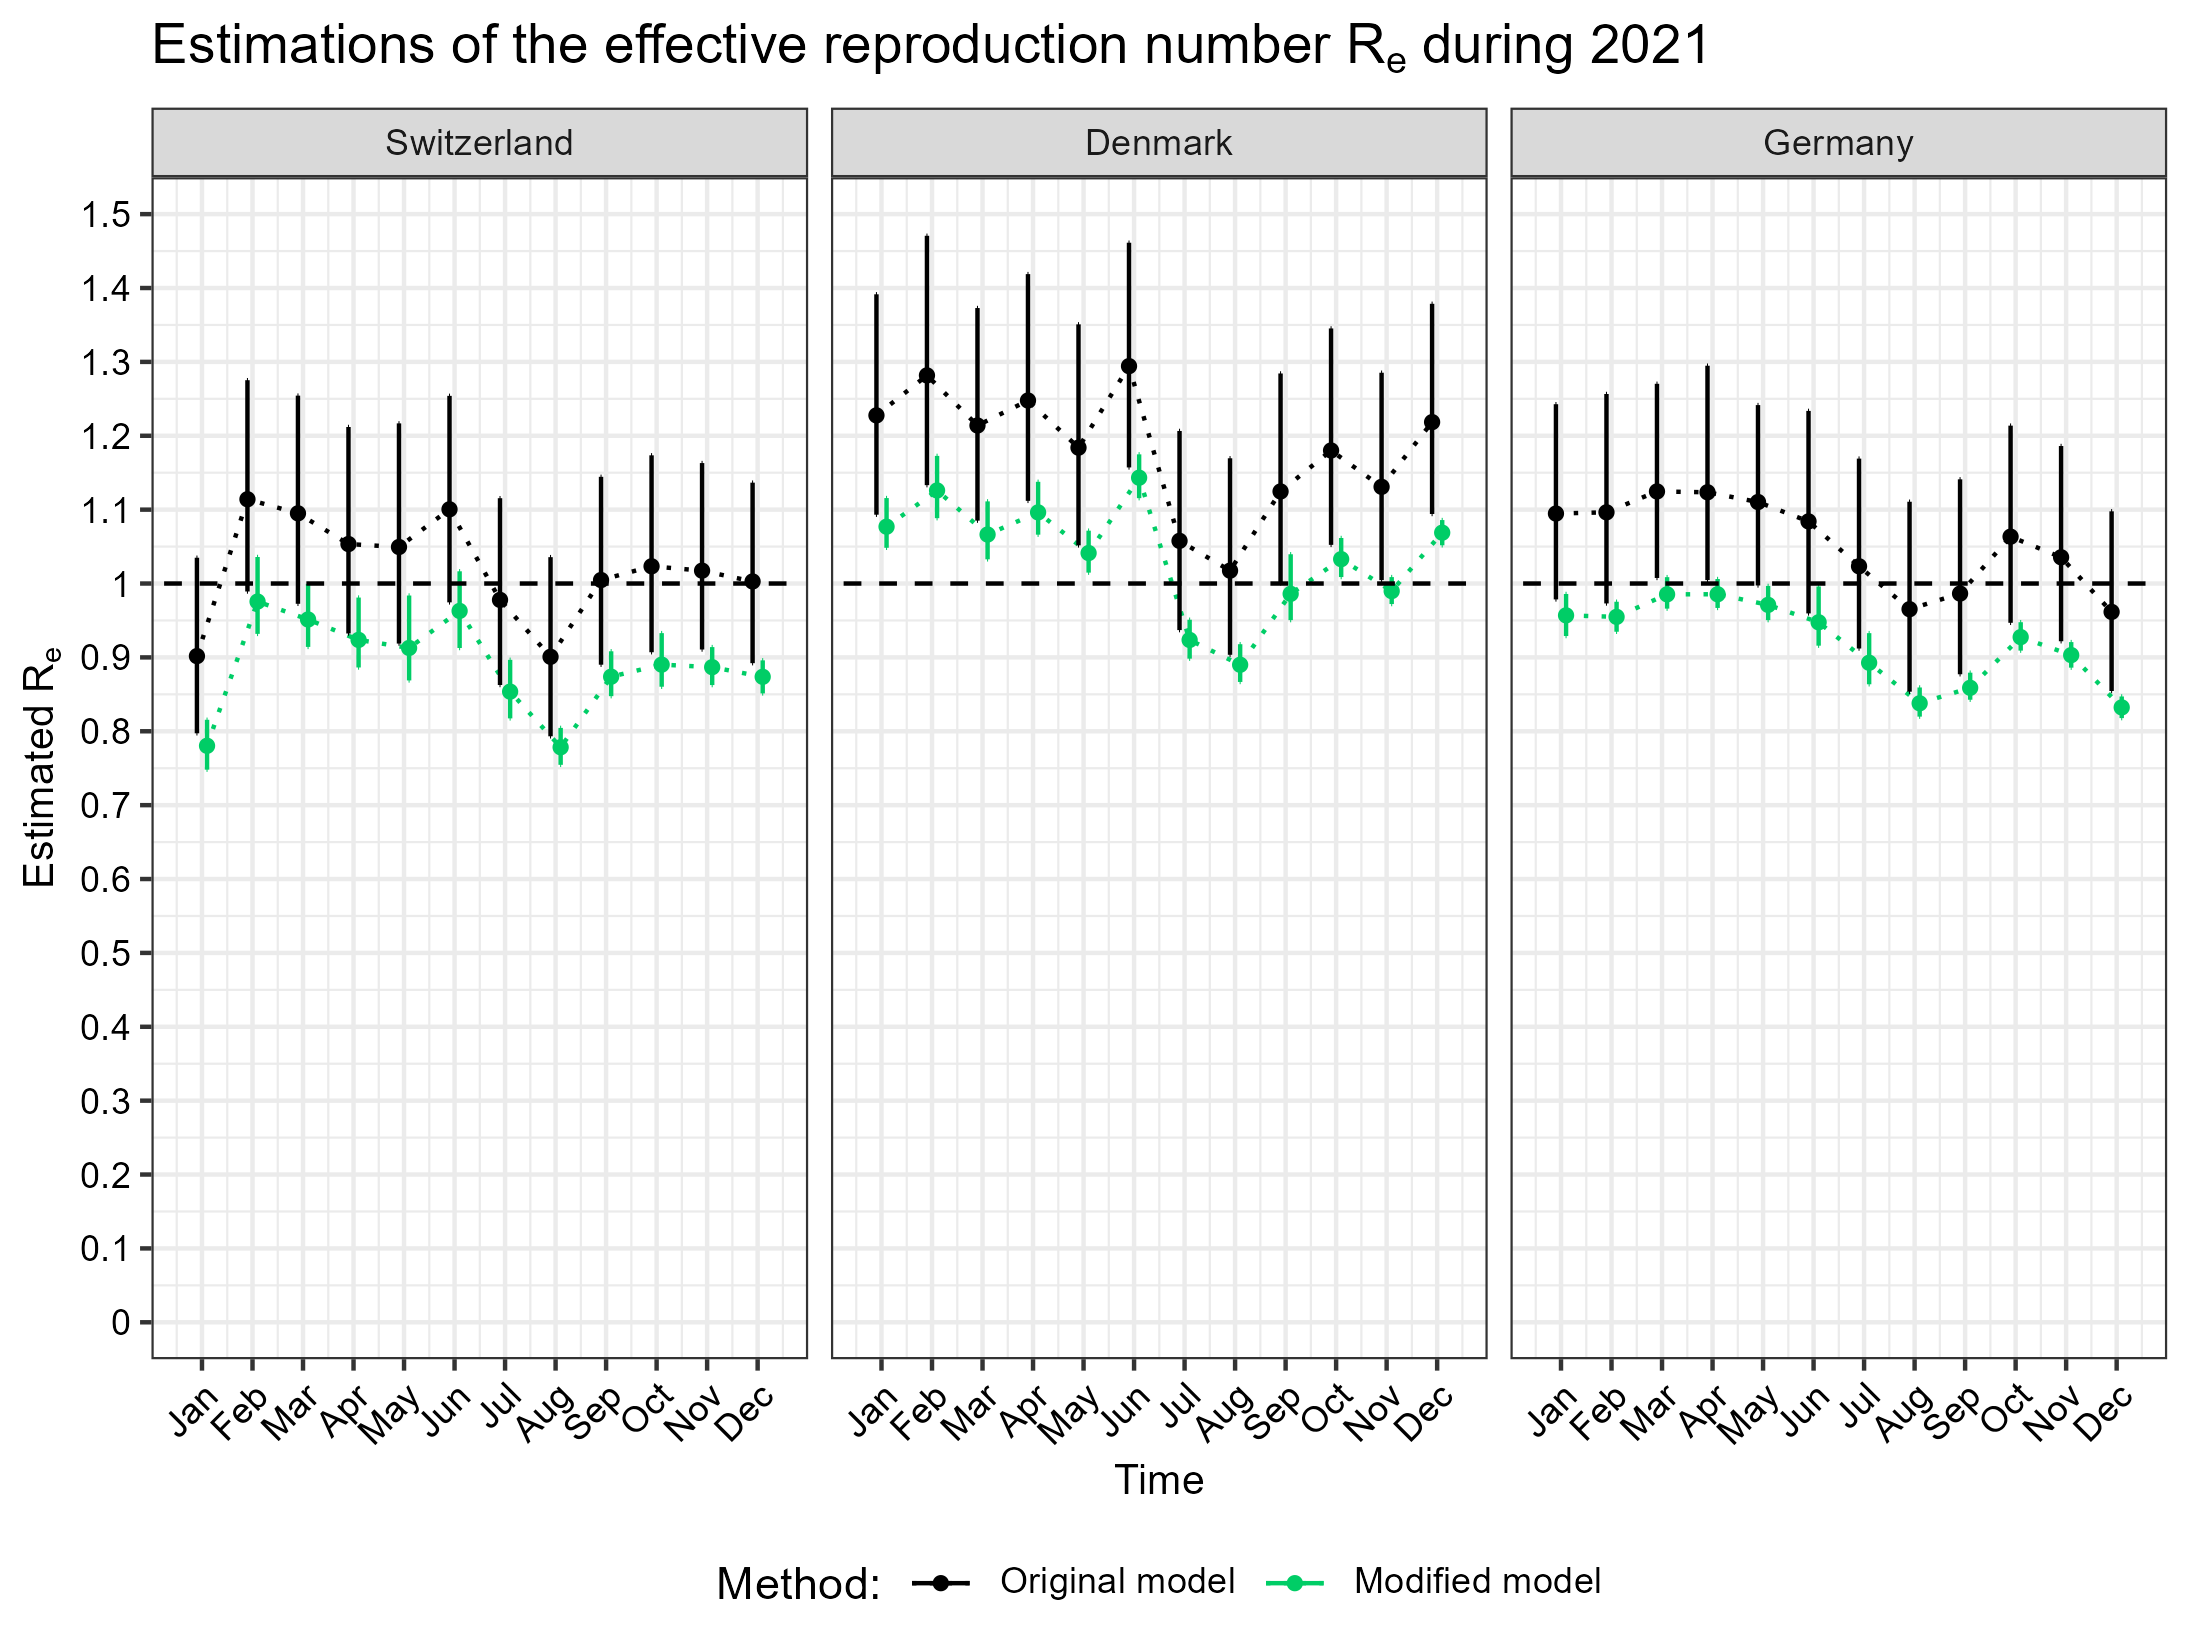 Estimations of the effective reproduction number Re during 2021
Switzerland
Denmark
Germany
Estimated Re
1.5
1.4
1.3
1.2
1.1
1
0.9
0.8
0.7
0.6
0.5
0.4
0.3
0.2
0.1
0
Jan Feb Mar Apr May Jun Jul Aug Sep Oct Nov Dec
Jan Feb Mar Apr May Jun Jul Aug Sep Oct Nov Dec
Jan Feb Mar Apr May Jun Jul Aug Sep Oct Nov Dec
Time
Method: Original model Modified model